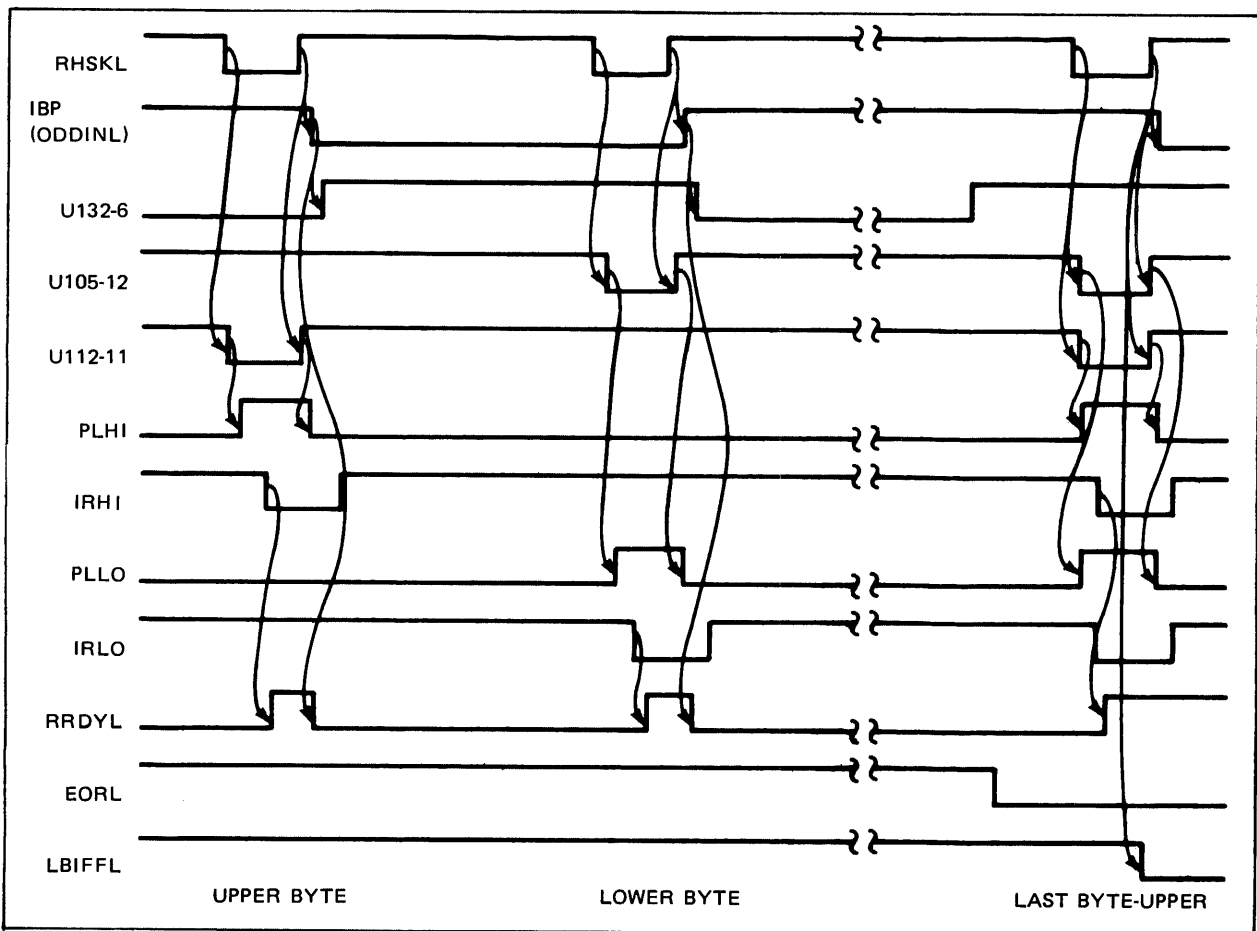 RHSKL
IBP
(ODDINL)
U132-6
U105-12
U112-11
PLHI
IRHI
PLLO
IRLO
RRDYL
EORL
LBIFFL
UPPER BYTE
LOWER BYTE
LAST BYTE-UPPER